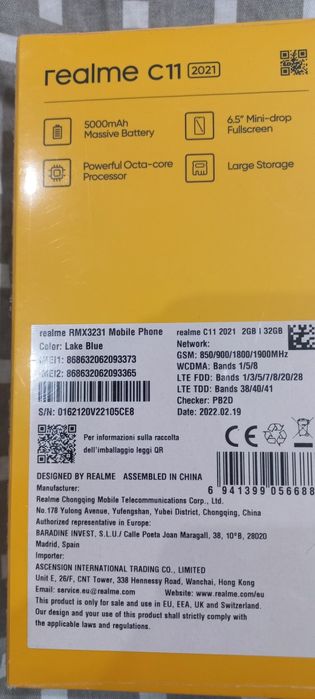 realme C11 2021
5000mAh
Massive Battery
6.5" Mini-drop
Fullscreen
Powerful Octa-core
Processor
Large Storage
realme RMX3231 Mobile Phone
Color: Lake Blue
IMEI1: 868632062093373
IMEI2: 868632062093365
S/N: 0162120V22105CE8
realme C11 2021 2GB | 32GB
Network:
GSM: 850/900/1800/1900MHz
WCDMA: Bands 1/5/8
LTE FDD: Bands 1/3/5/7/8/20/28
LTE TDD: Bands 38/40/41
Checker: PB2D
Date: 2022.02.19
Per informazioni sulla raccolta
dell'imballaggio leggi QR
CE
DESIGNED BY REALME ASSEMBLED IN CHINA
6 941399 056688
Manufacturer:
Realme Chongqing Mobile Telecommunications Corp., Ltd.
No.178 Yulong Avenue, Yufengshan, Yubei District, Chongqing, China
Authorized representative in Europe:
BARADINE INVEST, S.L.U./ Calle Poeta Joan Maragall, 38, 10ºB, 28020
Madrid, Spain
Importer:
ASCENSION INTERNATIONAL TRADING CO., LIMITED
Unit E, 26/F, CNT Tower, 338 Hennessy Road, Wanchai, Hong Kong
Email: service.eu@realme.com Website: www.realme.com/eu
This product is only for sale and use in EU, EEA, UK and Switzerland.
Our design and your use of this product shall strictly comply with
the applicable laws and regulations.